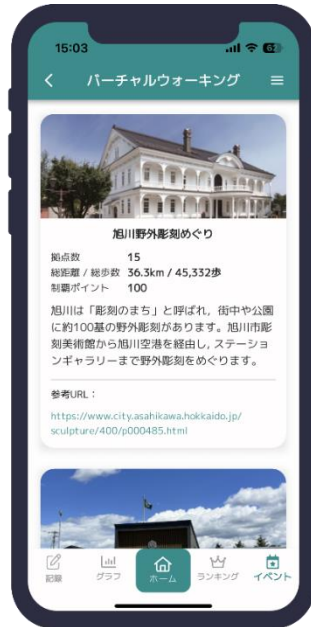 15:03
63
バーチャルウォーキング
旭川野外彫刻めぐり
拠点数 15
総距離 / 総歩数 36.3km / 45,332歩
制覇ポイント 100
旭川は「彫刻のまち」と呼ばれ, 街中や公園
に約100基の野外彫刻があります。旭川市彫
刻美術館から旭川空港を経由し, ステーショ
ンギャラリーまで野外彫刻をめぐります。
参考URL：
https://www.city.asahikawa.hokkaido.jp/
sculpture/400/p000485.html
記録 グラフ ホーム ランキング イベント